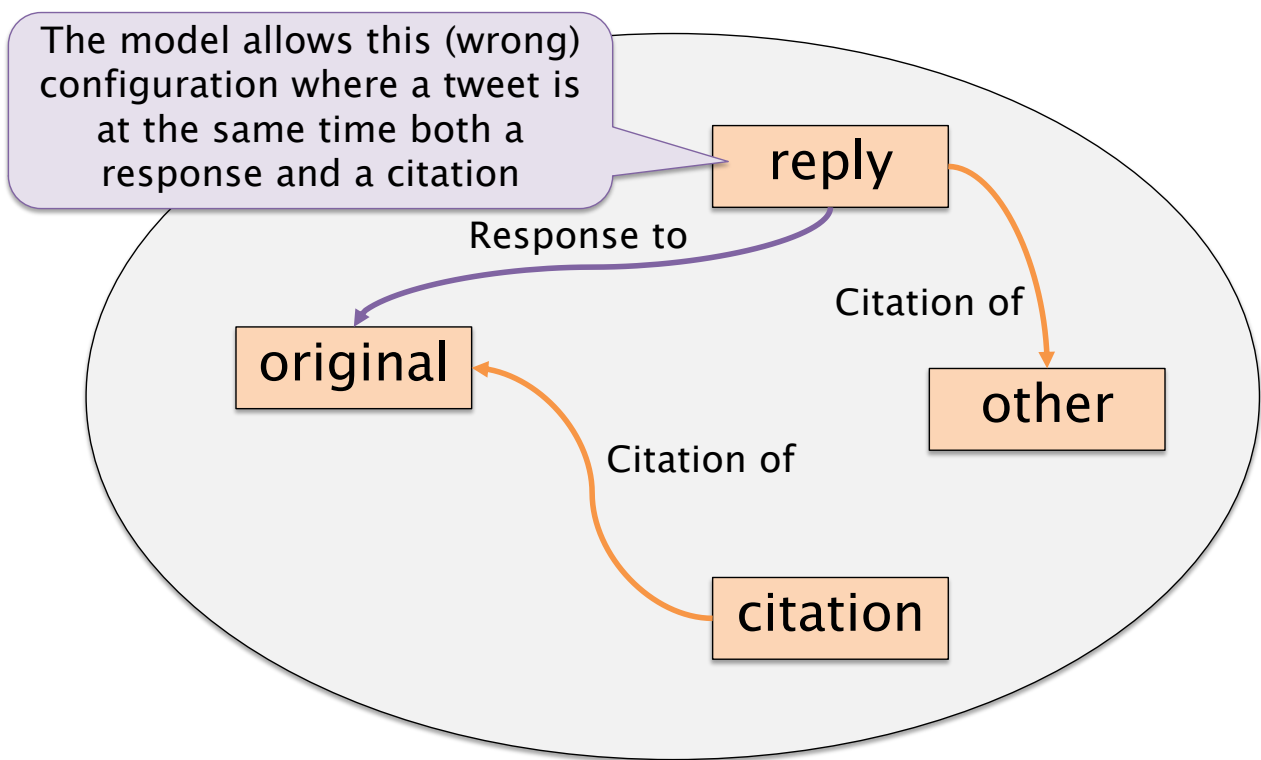 The model allows this (wrong)
configuration where a tweet is
at the same time both a
response and a citation
reply
Response to
Citation of
original
other
Citation of
citation